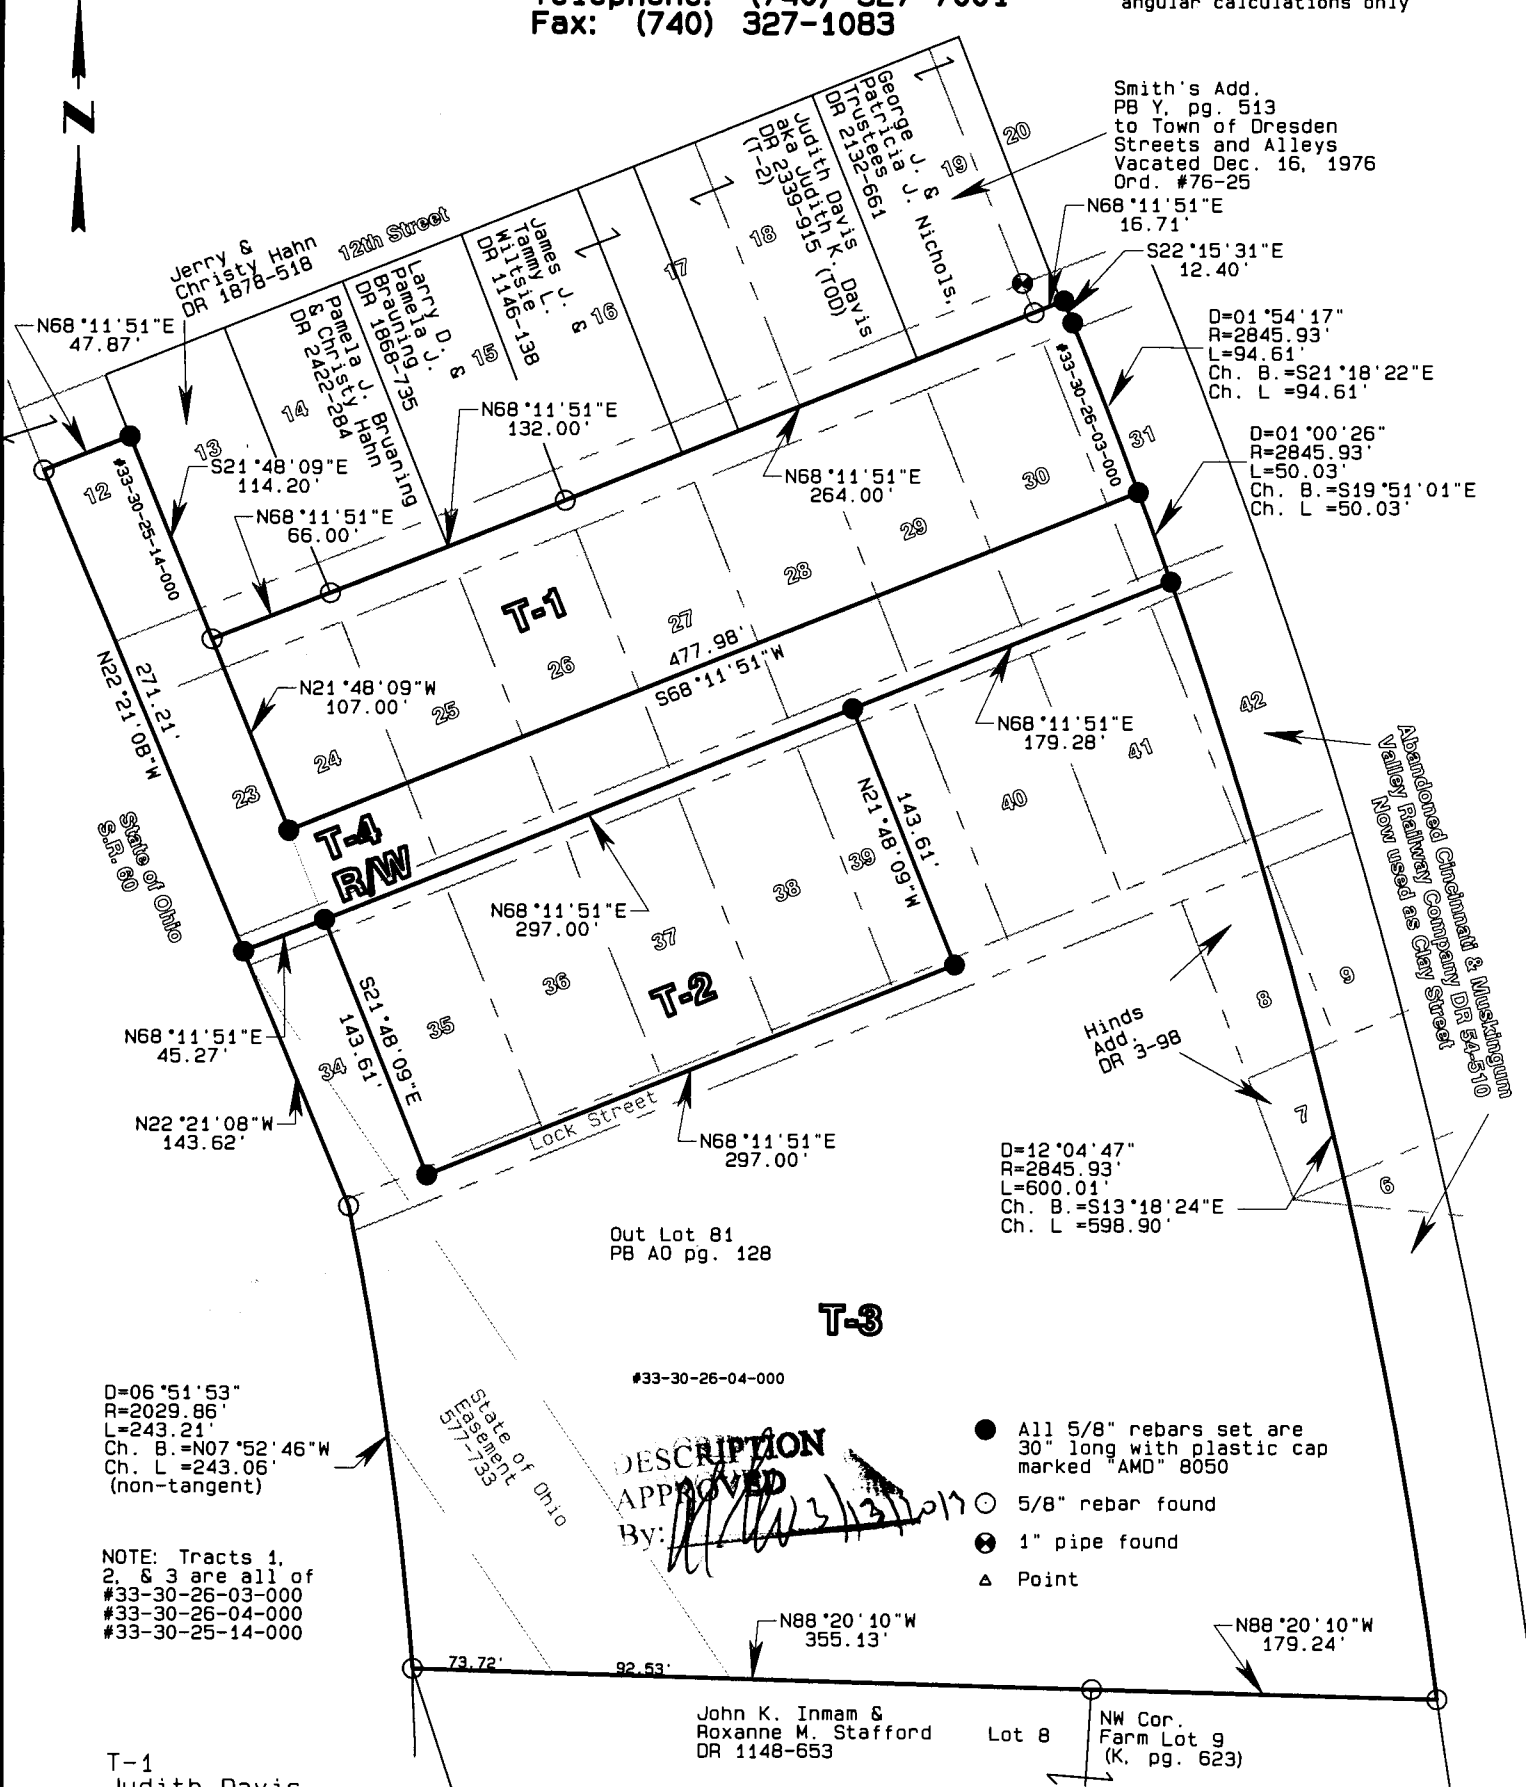 Fax: (740) 327-1083
angular calculations only
N
Smith's Add.
PB Y, pg. 513
to Town of Dresden
Streets and Alleys
Vacated Dec. 16, 1976
Ord. #76-25
N68°11'51"E
16.71'
S22°15'31"E
12.40'
D=01°54'17"
R=2845.93'
L=94.61'
Ch. B.=S21°18'22"E
Ch. L =94.61'
D=01°00'26"
R=2845.93'
L=50.03'
Ch. B.=S19°51'01"E
Ch. L =50.03'
George J. &
Patricia J. Nichols,
Trustees
DR 2132-661
Judith Davis
aka Judith K. Davis
DR 2339-915 (TOD)
(T-2)
James J. &
Tammy L.
Wiltsie
DR 1146-138
Larry D. &
Pamela J.
Brauning
DR 1868-735
Pamela J. Bruaning
& Christy Hahn
DR 2422-284
Jerry &
Christy Hahn
DR 1878-518
12th Street
N68°11'51"E
47.87'
12
13
14
15
16
17
18
19
20
#33-30-25-14-000
#33-30-26-03-000
S21°48'09"E
114.20'
N68°11'51"E
66.00'
N68°11'51"E
132.00'
N68°11'51"E
264.00'
T-1
23
24
25
26
27
28
29
30
31
477.98'
S68°11'51"W
N21°48'09"W
107.00'
271.21'
N22°21'08"W
State of Ohio
S.R. 60
T-4
R/W
N68°11'51"E
179.28'
N68°11'51"E
297.00'
143.61'
N21°48'09"W
34
35
36
37
38
39
40
41
42
T-2
Abandoned Cincinnati & Muskingum
Valley Railway Company DR 54-510
Now used as Clay Street
N68°11'51"E
45.27'
N22°21'08"W
143.62'
S21°48'09"E
143.61'
Lock Street
N68°11'51"E
297.00'
Hinds
Add.
DR 3-98
9
8
7
6
D=12°04'47"
R=2845.93'
L=600.01'
Ch. B.=S13°18'24"E
Ch. L =598.90'
Out Lot 81
PB AO pg. 128
T-3
#33-30-26-04-000
D=06°51'53"
R=2029.86'
L=243.21'
Ch. B.=N07°52'46"W
Ch. L =243.06'
(non-tangent)
State of Ohio
Easement
577-733
DESCRIPTION
APPROVED
By:
All 5/8" rebars set are
30" long with plastic cap
marked "AMD" 8050
5/8" rebar found
1" pipe found
Point
NOTE: Tracts 1,
2, & 3 are all of
#33-30-26-03-000
#33-30-26-04-000
#33-30-25-14-000
N88°20'10"W
355.13'
N88°20'10"W
179.24'
73.72'
92.53'
John K. Inmam &
Roxanne M. Stafford
DR 1148-653
Lot 8
NW Cor.
Farm Lot 9
(K, pg. 623)
T-1
Judith Davis